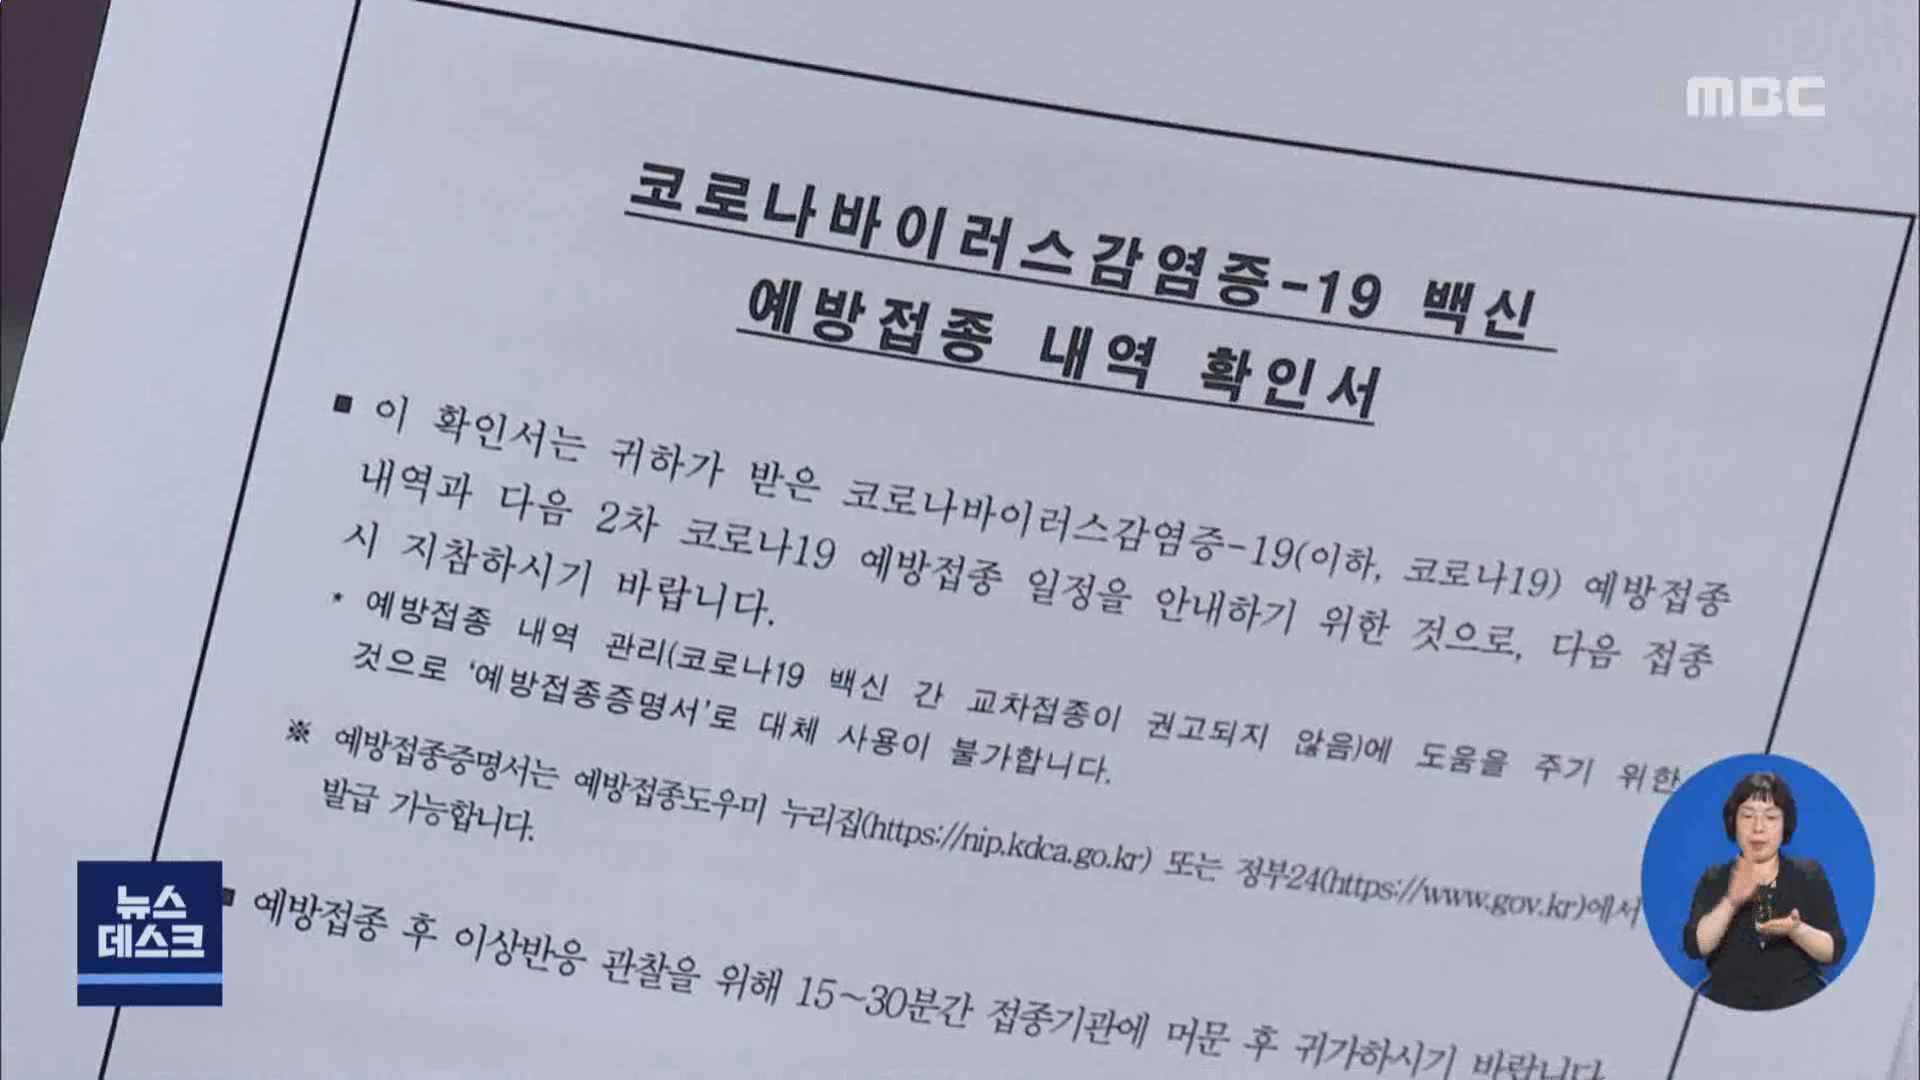 MBC
코로나바이러스감염증-19 백신
예방접종 내역 확인서
■ 이 확인서는 귀하가 받은 코로나바이러스감염증-19(이하, 코로나19) 예방접종
내역과 다음 2차 코로나19 예방접종 일정을 안내하기 위한 것으로, 다음 접종
시 지참하시기 바랍니다.
* 예방접종 내역 관리(코로나19 백신 간 교차접종이 권고되지 않음)에 도움을 주기 위한
것으로 '예방접종증명서'로 대체 사용이 불가합니다.
※ 예방접종증명서는 예방접종도우미 누리집(https://nip.kdca.go.kr) 또는 정부24(https://www.gov.kr)에서
발급 가능합니다.
■ 예방접종 후 이상반응 관찰을 위해 15~30분간 접종기관에 머문 후 귀가하시기 바랍니다
뉴스
데스크